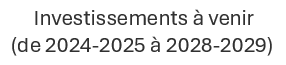 Investissements à venir
(de 2024-2025 à 2028-2029)